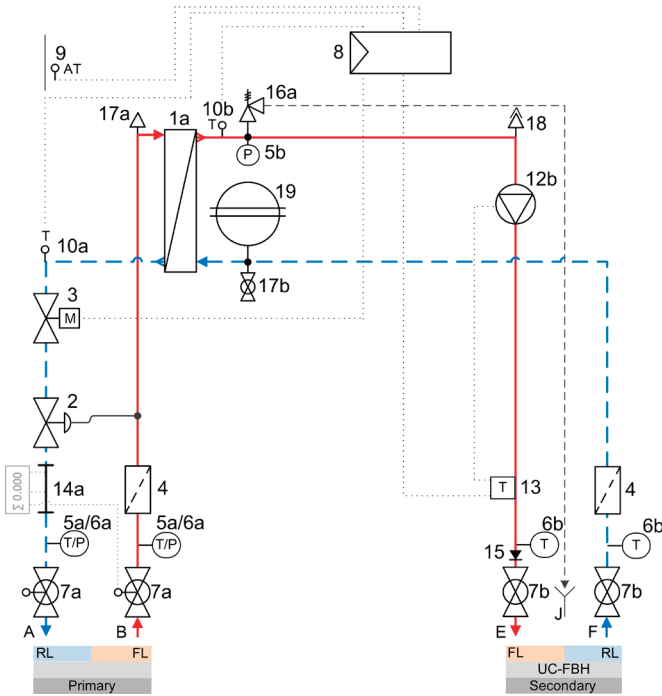 9
AT
8
17a
1a
10b
T
16a
18
P
5b
12b
19
T
10a
17b
3
M
2
Σ 0.000
14a
4
T
13
4
5a/6a
5a/6a
6b
6b
T/P
T/P
15
T
T
7a
7a
7b
7b
A
B
E
J
F
RL
FL
FL
RL
UC-FBH
Primary
Secondary